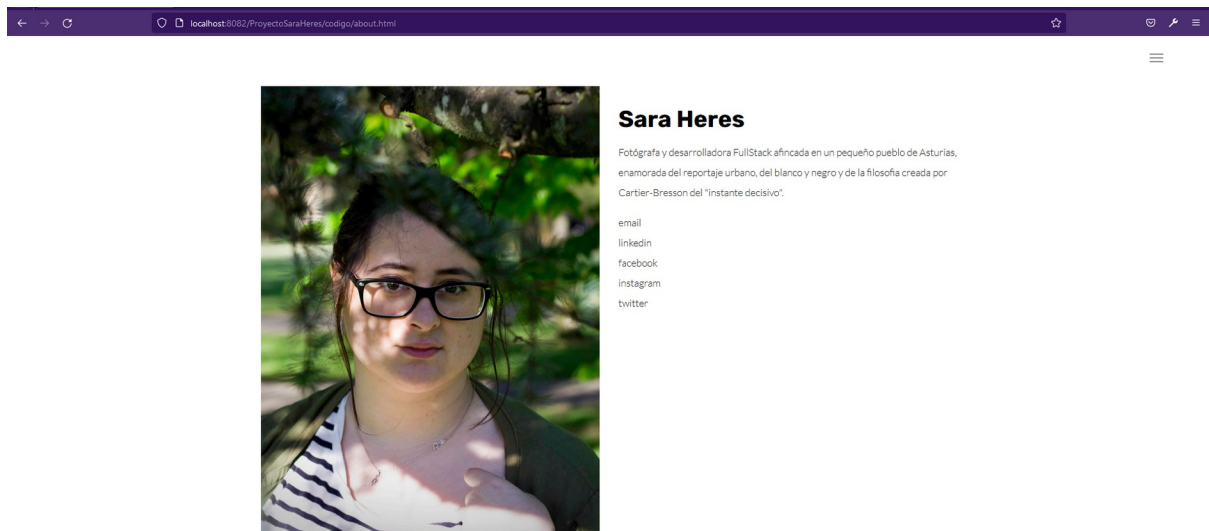 localhost:8082/ProyectoSaraHeres/codigo/about.html
Sara Heres
Fotógrafa y desarrolladora FullStack afincada en un pequeño pueblo de Asturias,
enamorada del reportaje urbano, del blanco y negro y de la filosofía creada por
Cartier-Bresson del "instante decisivo".
email
linkedin
facebook
instagram
twitter